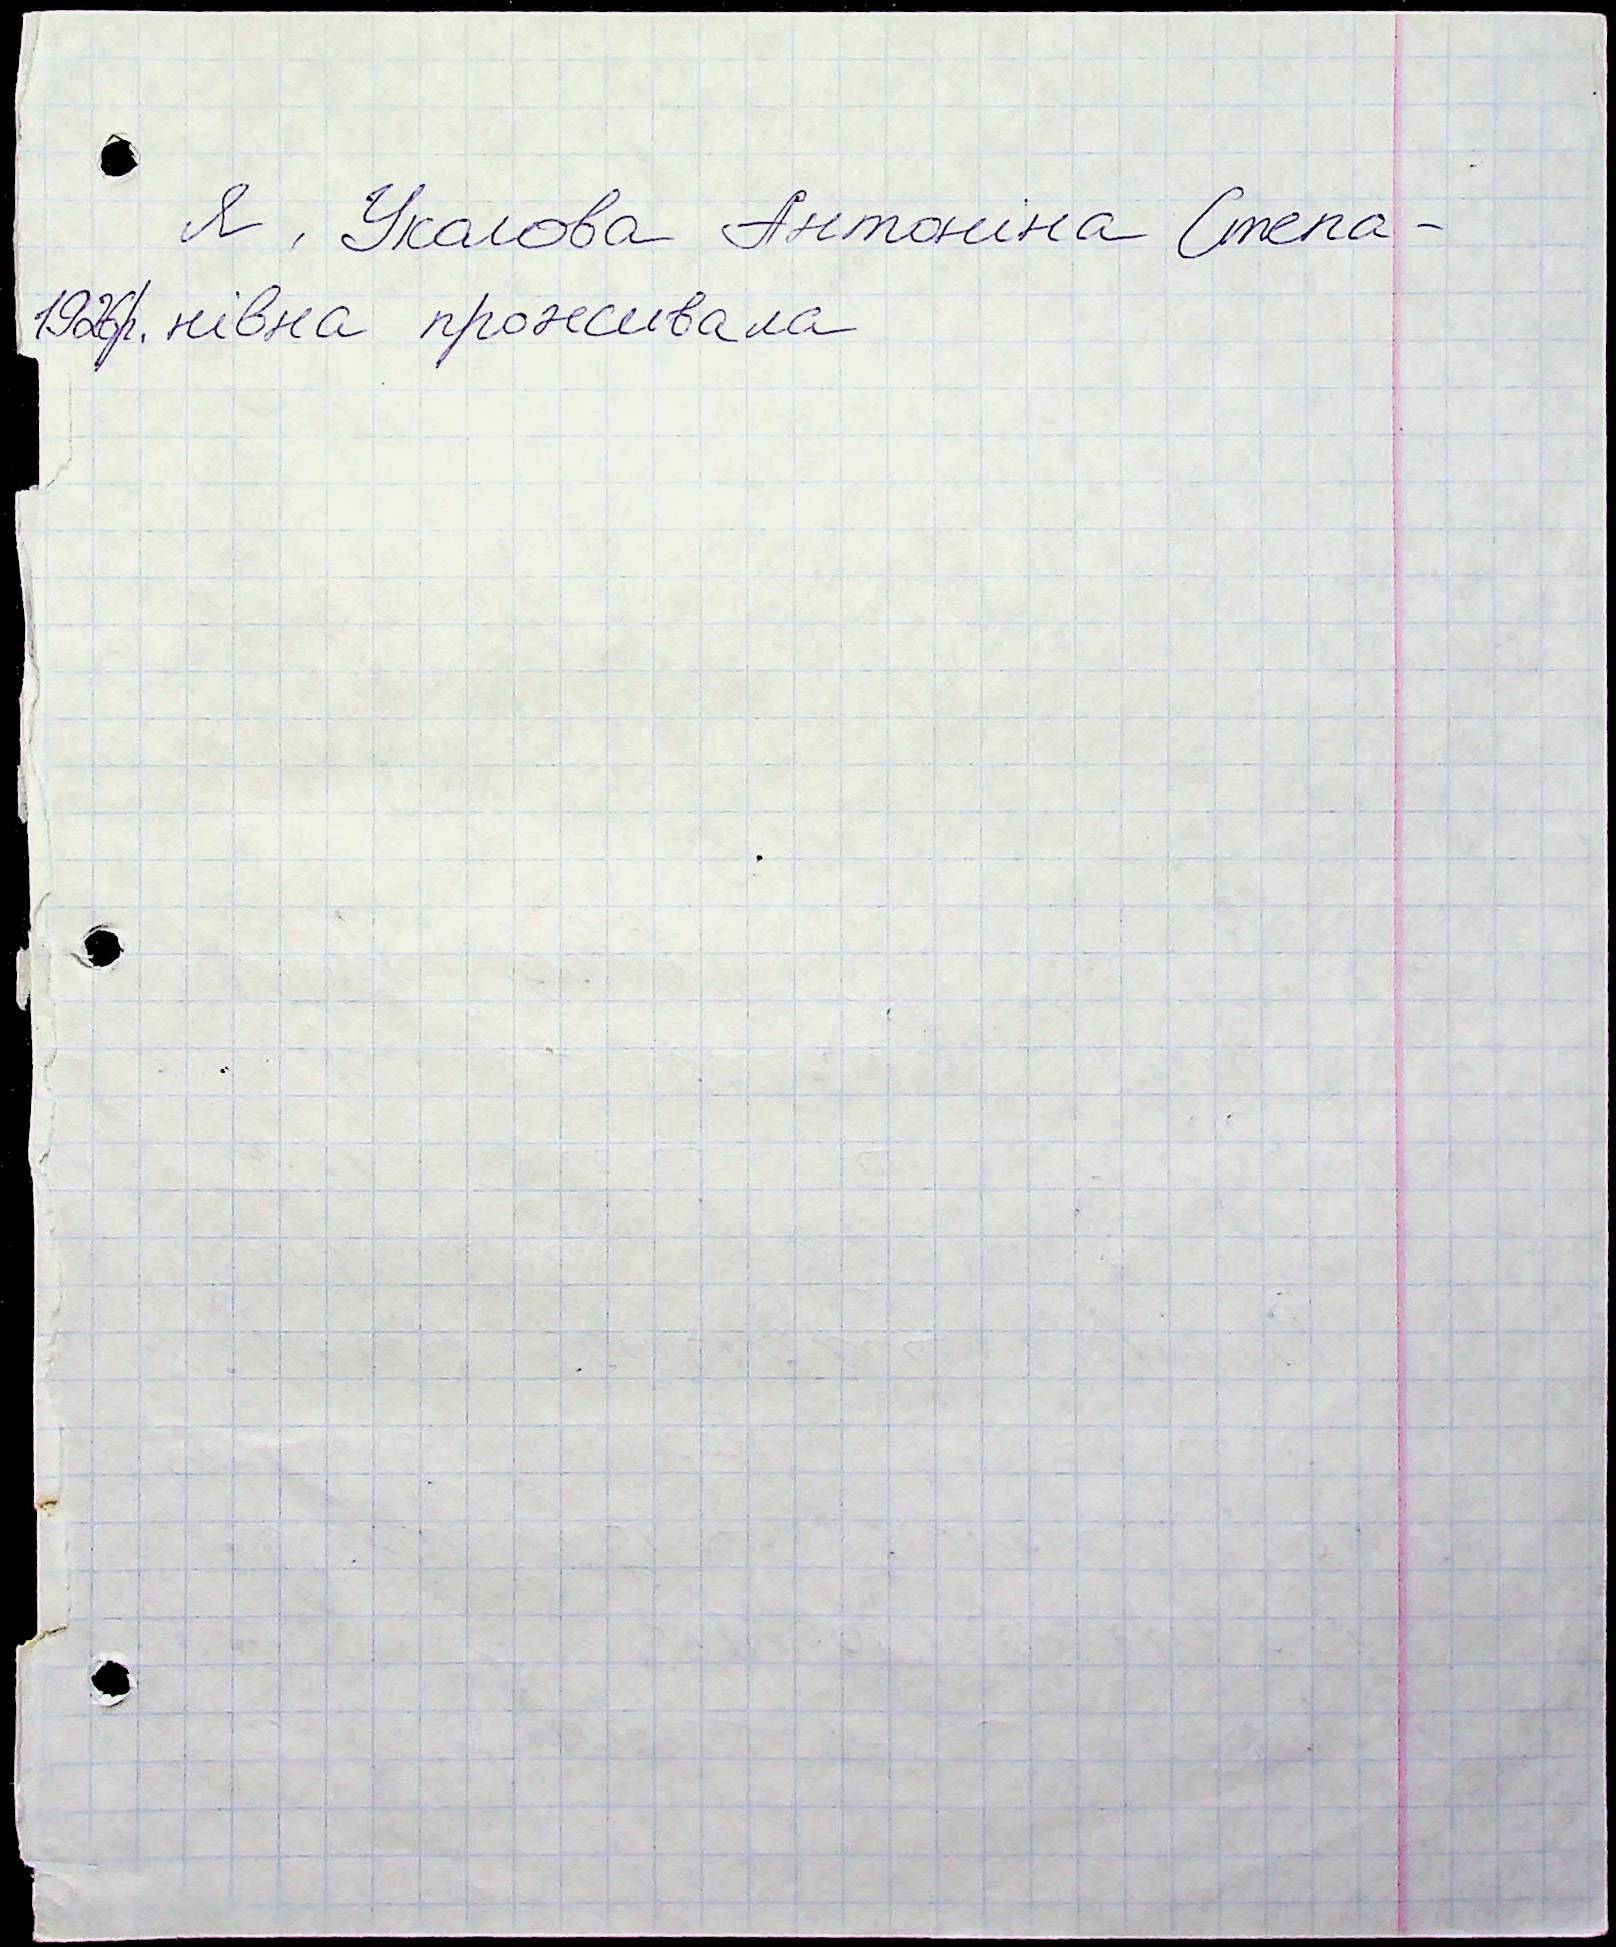 Я, Укалова Антоніна Степа-
1926р. нівна проживала